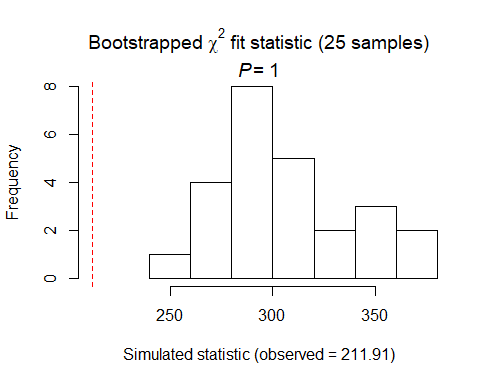 Bootstrapped χ² fit statistic (25 samples)
P = 1
Frequency
8
6
4
2
0
250 300 350
Simulated statistic (observed = 211.91)